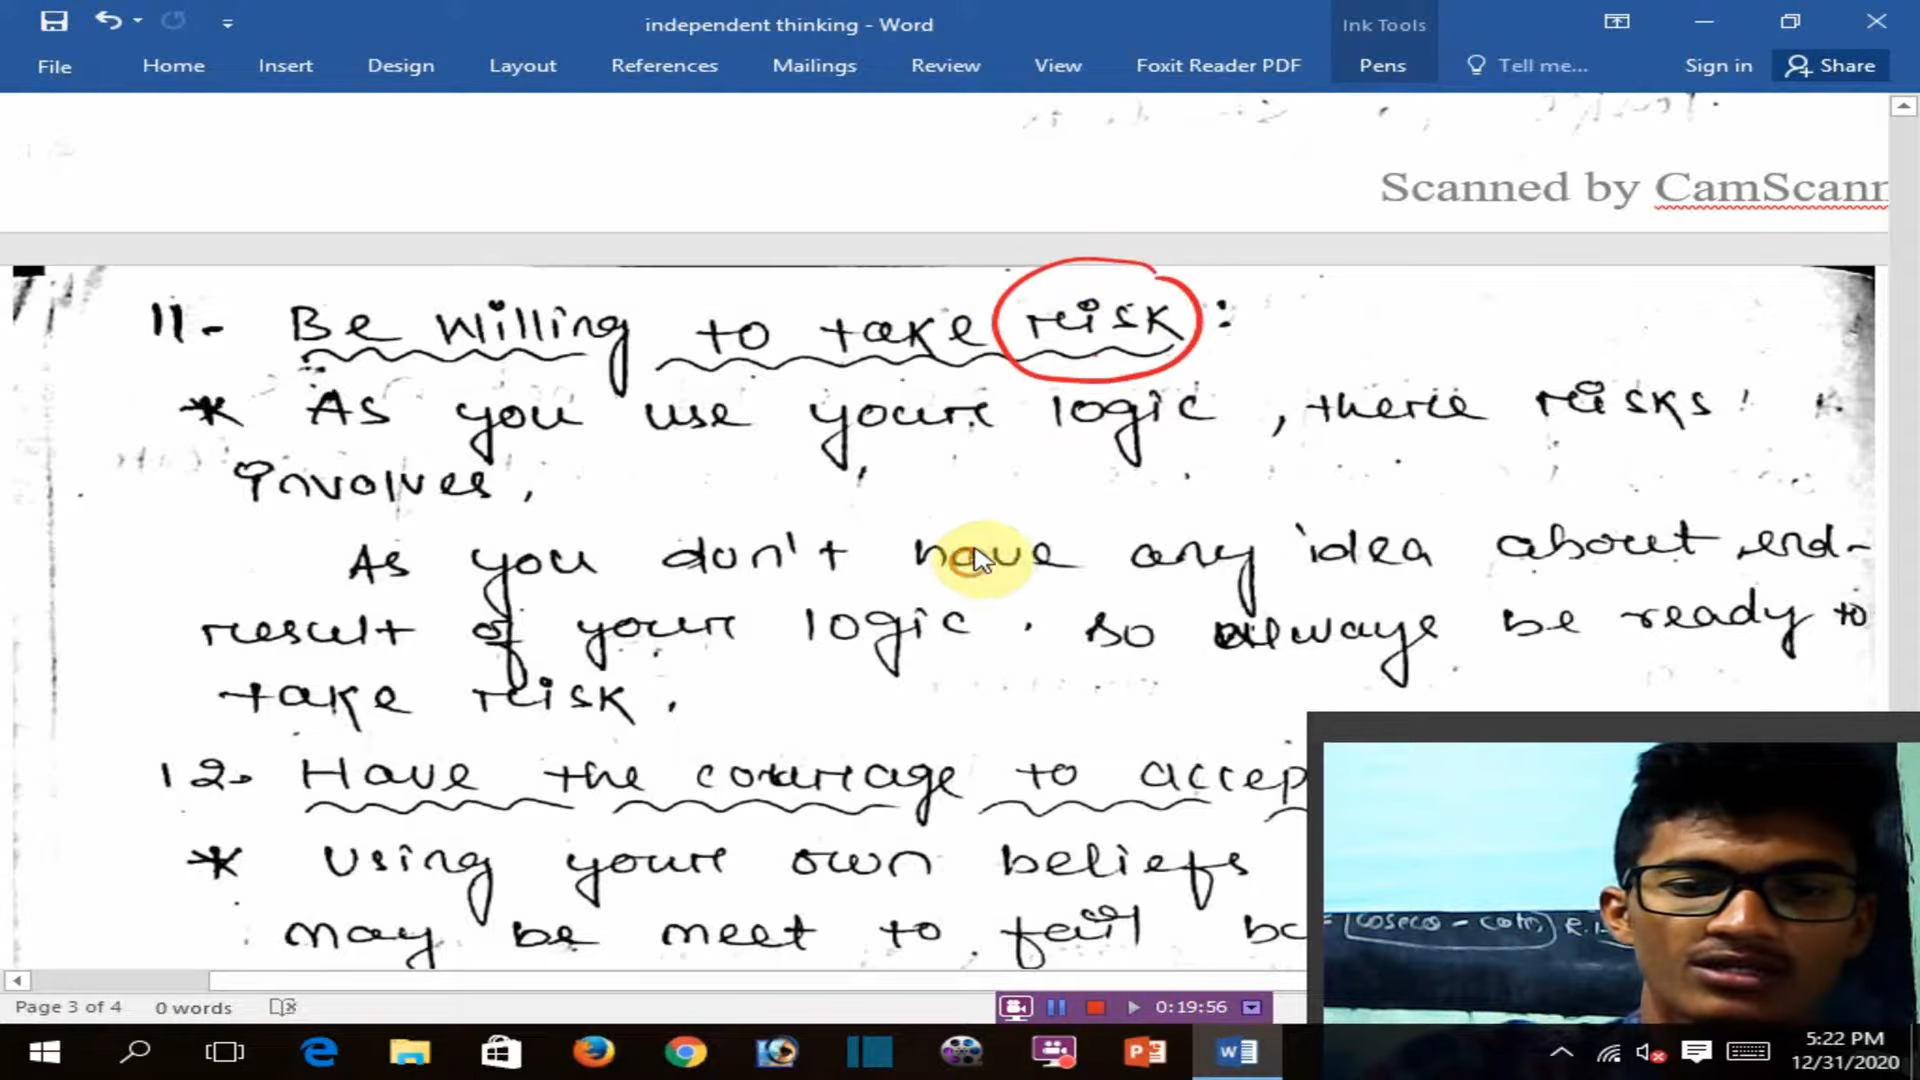 independent thinking - Word
Ink Tools
File Home Insert Design Layout References Mailings Review View Foxit Reader PDF Pens Tell me... Sign in Share
Scanned by CamScann
11- Be willing to take risk :
* As you use your logic, there risks
involves,
As you don't have any idea about end-
result of your logic. so always be ready to
take risk.
12. Have the courage to accep
* Using your own beliefs
may be meet to fail bc
= coseco - cot R.H
Page 3 of 4 0 words 0:19:56
5:22 PM
12/31/2020